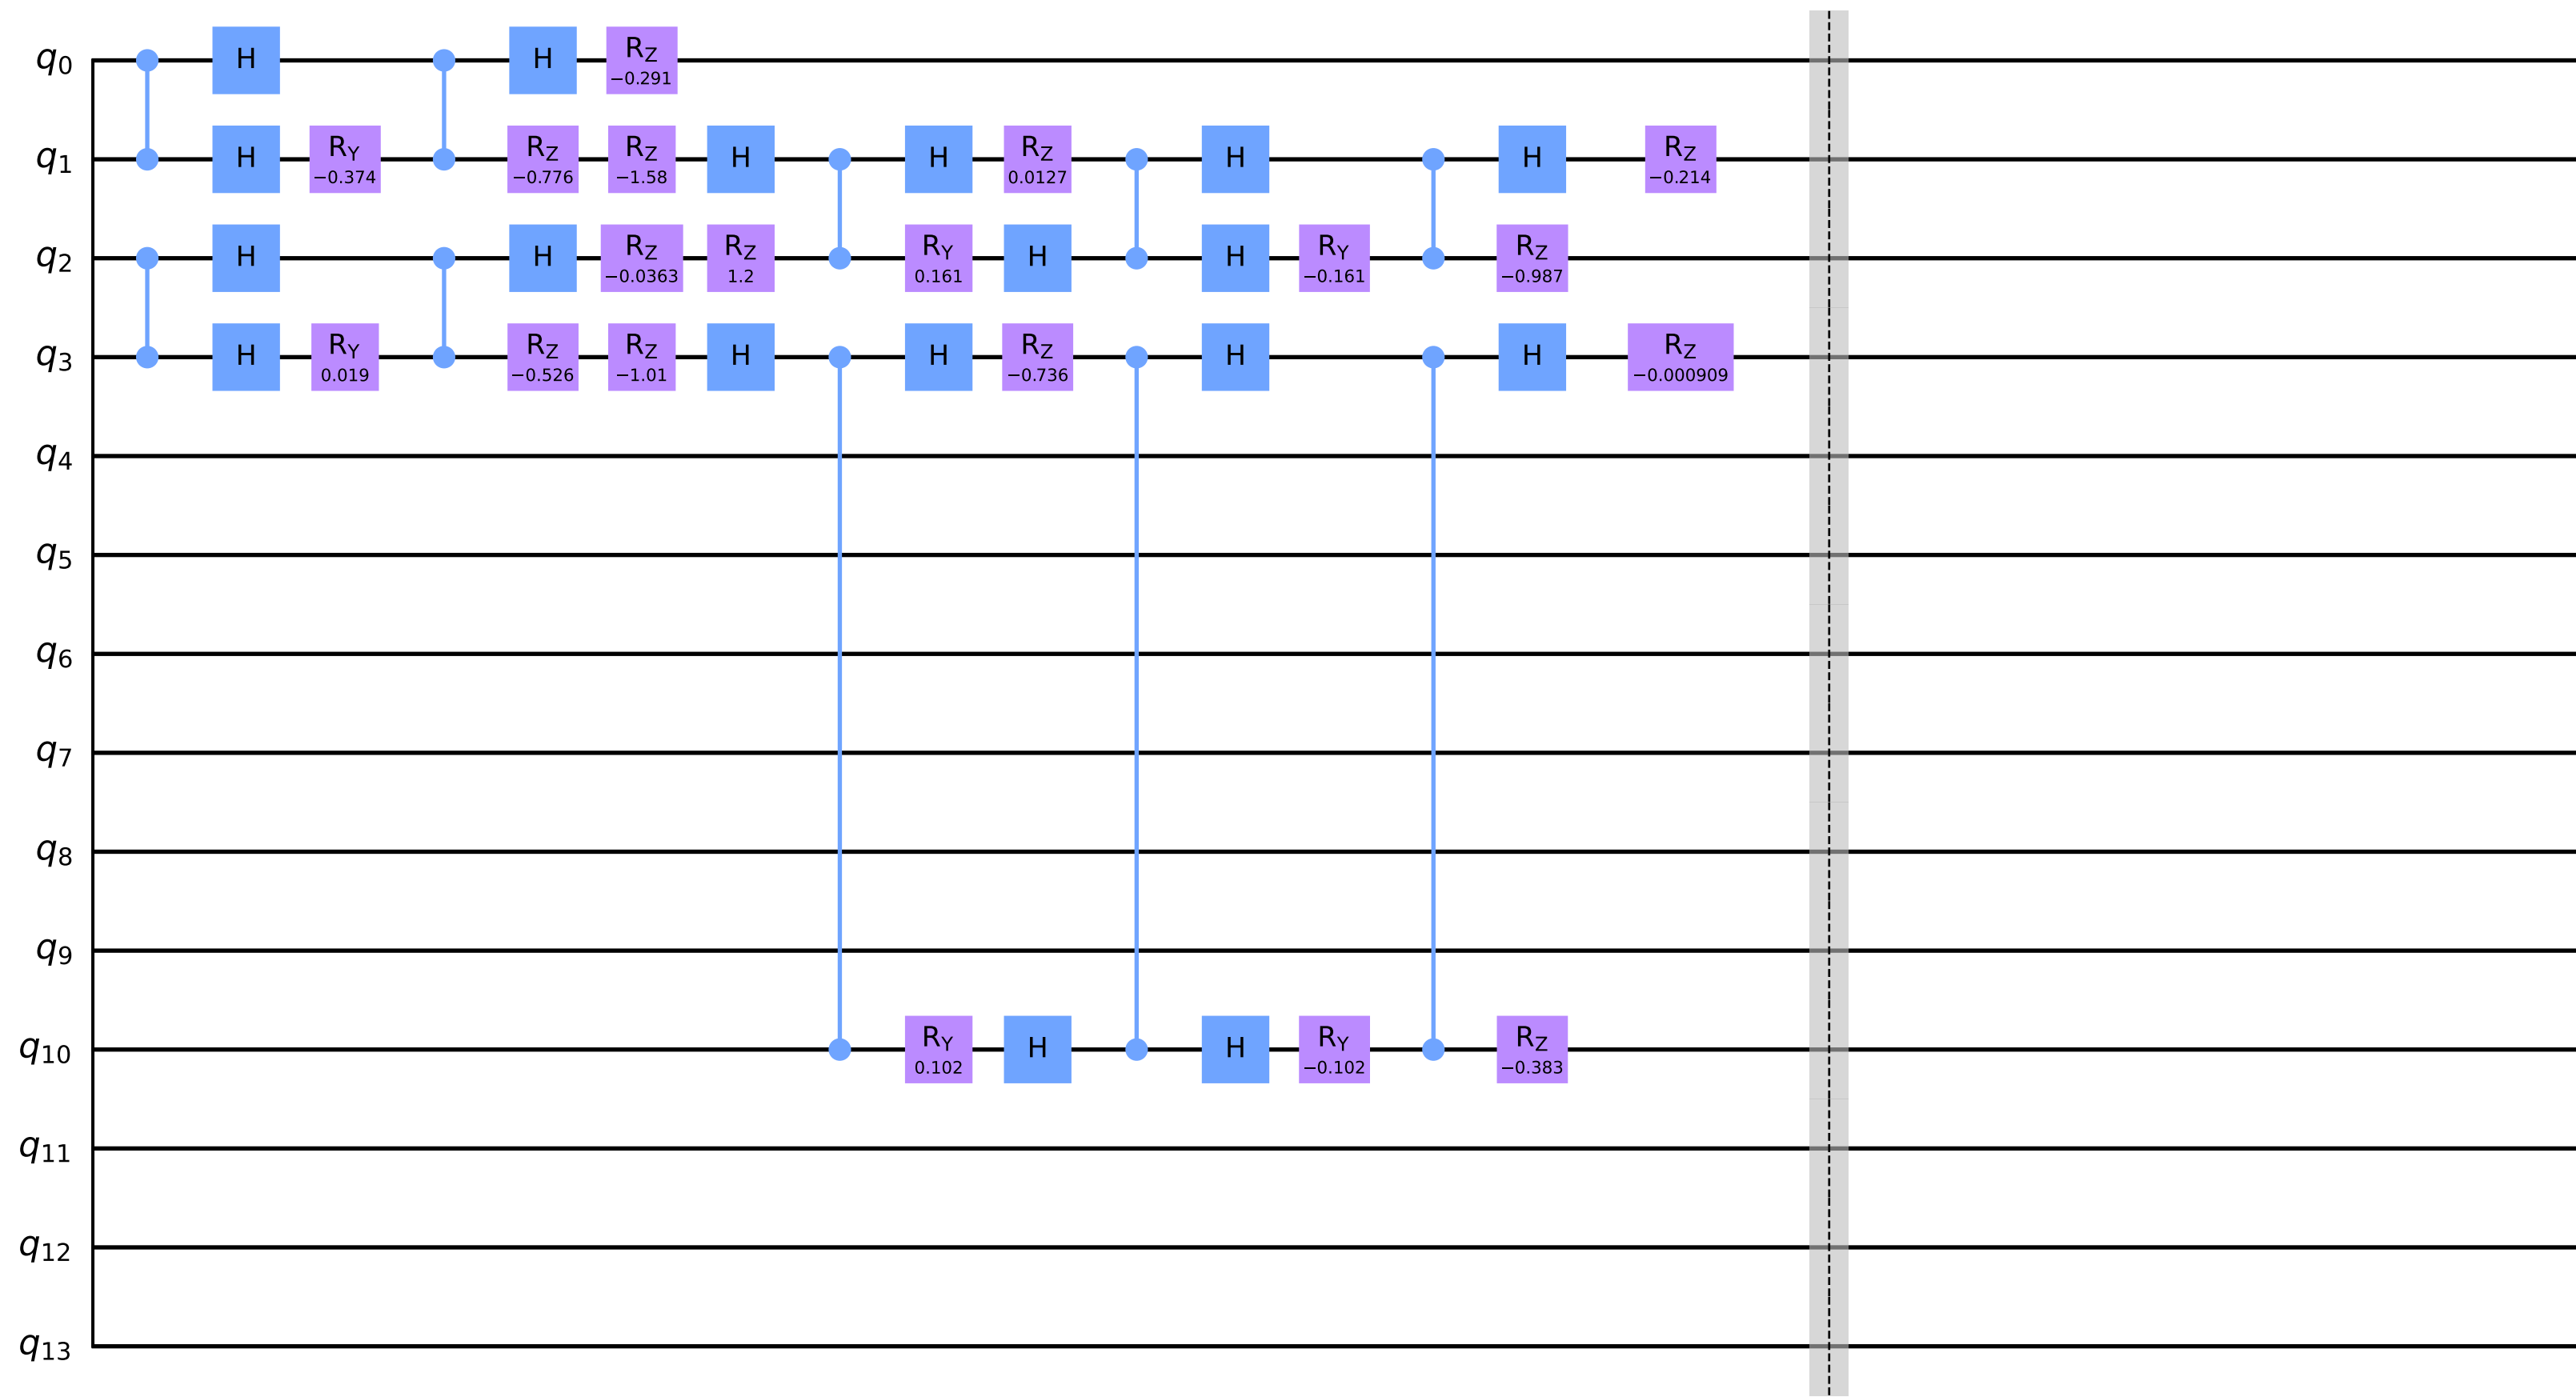 q0 H H RZ −0.291
q1 H RY −0.374 RZ −0.776 RZ −1.58 H H RZ 0.0127 H H RZ −0.214
q2 H H RZ −0.0363 RZ 1.2 RY 0.161 H H RY −0.161 RZ −0.987
q3 H RY 0.019 RZ −0.526 RZ −1.01 H H RZ −0.736 H H RZ −0.000909
q4
q5
q6
q7
q8
q9
q10 RY 0.102 H H RY −0.102 RZ −0.383
q11
q12
q13